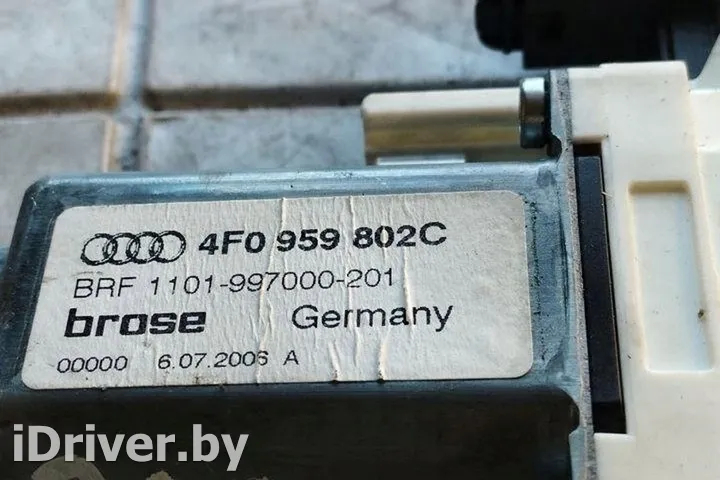 4F0 959 802C
BRF 1101-997000-201
brose Germany
00000 6.07.2006 A
iDriver.by